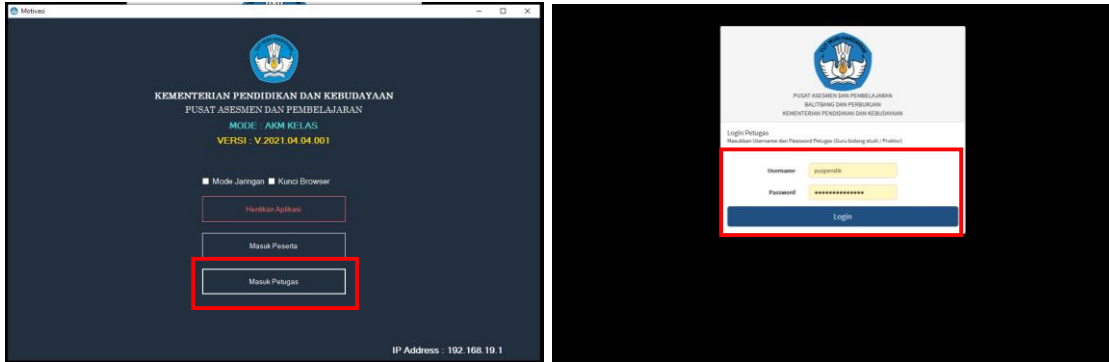 Motivasi
KEMENTERIAN PENDIDIKAN DAN KEBUDAYAAN
PUSAT ASESMEN DAN PEMBELAJARAN
MODE : AKM KELAS
VERSI : V.2021.04.04.001
Mode Jaringan Kunci Browser
Hentikan Aplikasi
Masuk Peserta
Masuk Petugas
IP Address : 192.168.19.1
PUSAT ASESMEN DAN PEMBELAJARAN
BALITBANG DAN PERBUKUAN
KEMENTERIAN PENDIDIKAN DAN KEBUDAYAAN
Login Petugas
Masukkan Username dan Password Petugas (Guru bidang studi / Proktor)
Username puspendik
Password ••••••••••••••
Login